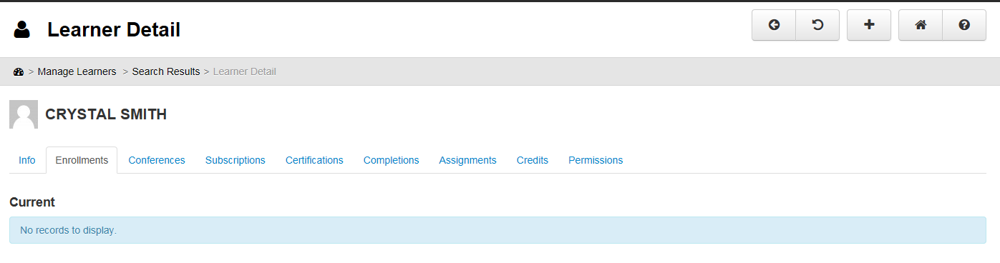 Learner Detail
> Manage Learners > Search Results > Learner Detail
CRYSTAL SMITH
Info Enrollments Conferences Subscriptions Certifications Completions Assignments Credits Permissions
Current
No records to display.